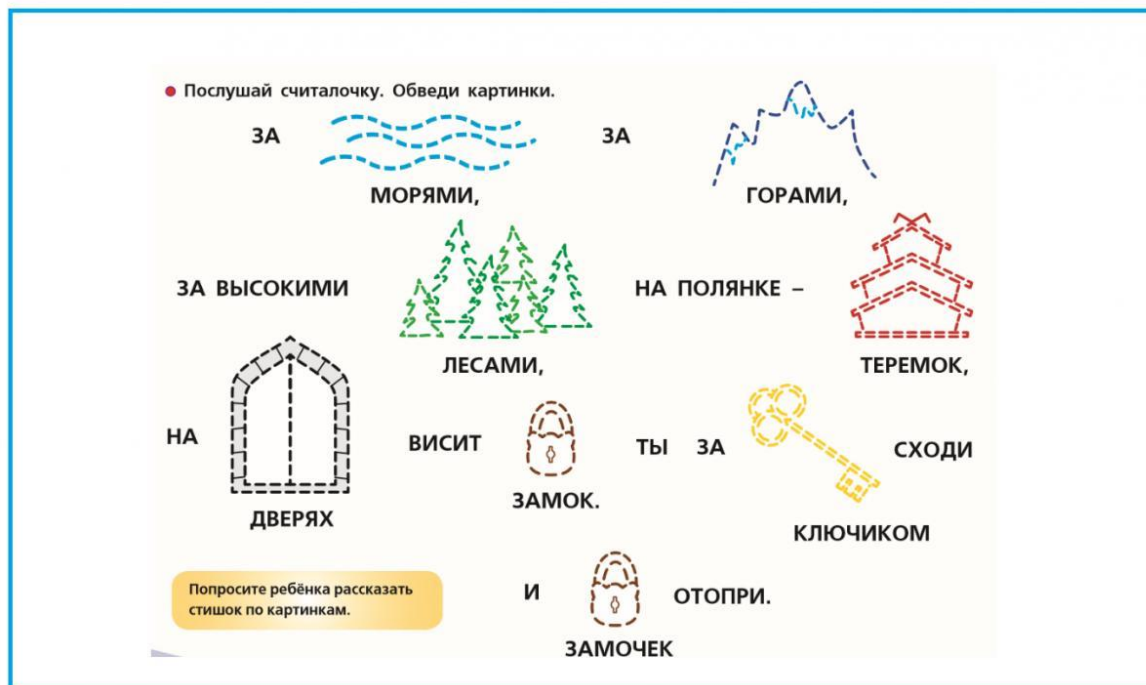 • Послушай считалочку. Обведи картинки.
ЗА МОРЯМИ, ЗА ГОРАМИ,
ЗА ВЫСОКИМИ ЛЕСАМИ, НА ПОЛЯНКЕ – ТЕРЕМОК,
НА ДВЕРЯХ ВИСИТ ЗАМОК. ТЫ ЗА КЛЮЧИКОМ СХОДИ
И ЗАМОЧЕК ОТОПРИ.
Попросите ребёнка рассказать
стишок по картинкам.